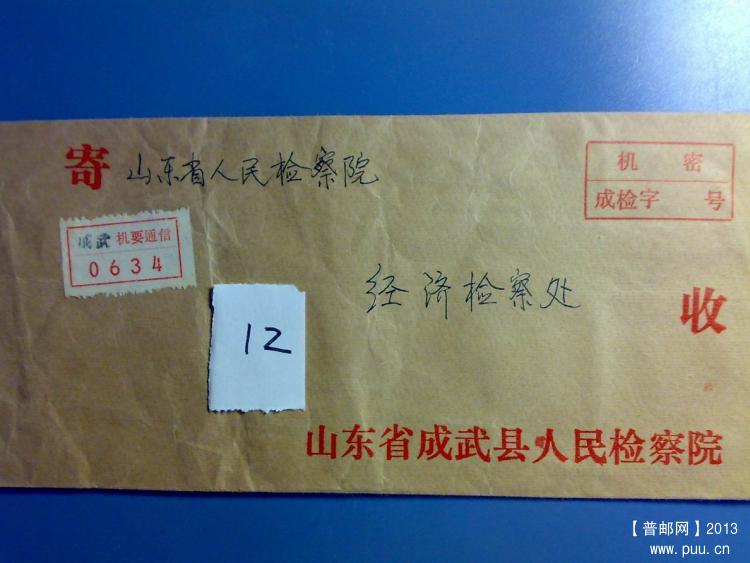 寄 山东省人民检察院
机 密
成检字 号
成武 机要通信
0634
经济检察处
收
12
山东省成武县人民检察院
【普邮网】2013
www.puu.cn